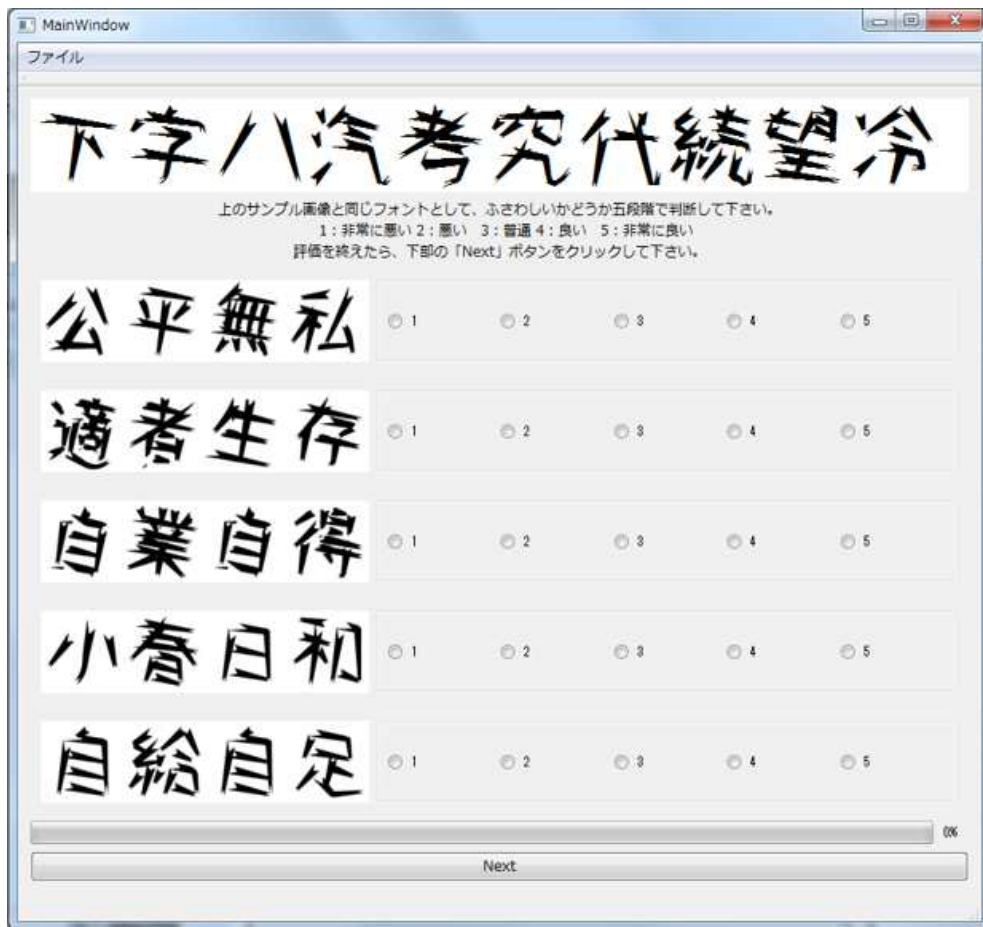 MainWindow
ファイル
下字八汽考究代続望冷
上のサンプル画像と同じフォントとして、ふさわしいかどうか五段階で判断して下さい。
1：非常に悪い 2：悪い 3：普通 4：良い 5：非常に良い
評価を終えたら、下部の「Next」ボタンをクリックして下さい。
公平無私 1 2 3 4 5
適者生存 1 2 3 4 5
自業自得 1 2 3 4 5
小春日和 1 2 3 4 5
自給自足 1 2 3 4 5
0%
Next